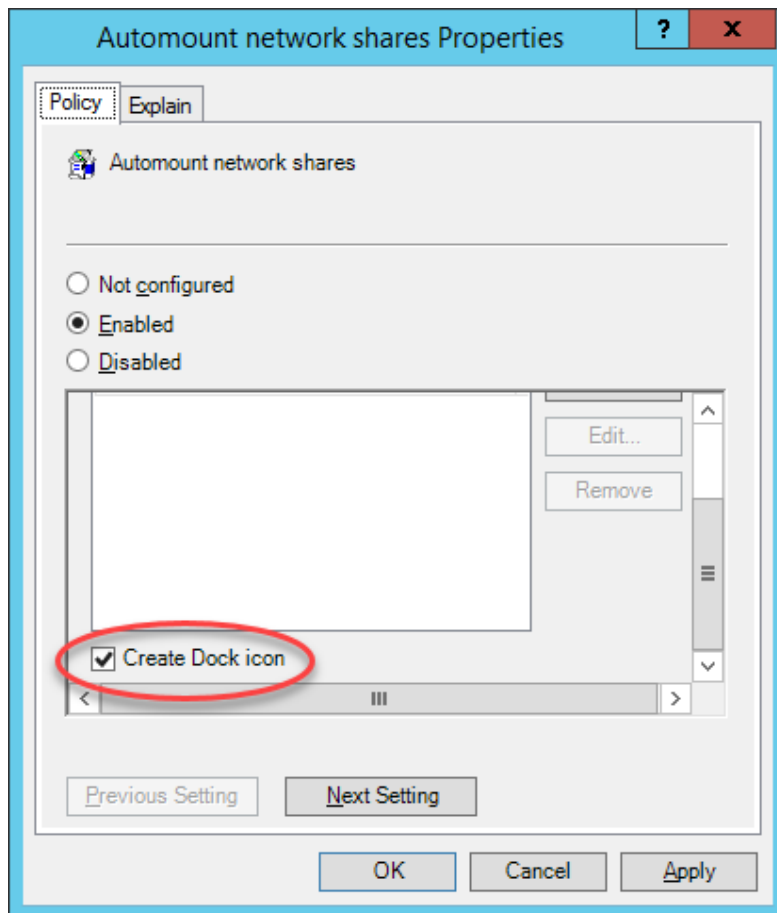 Automount network shares Properties
? x
Policy Explain
Automount network shares
Not configured
Enabled
Disabled
Edit...
Remove
Create Dock icon
Previous Setting Next Setting
OK Cancel Apply